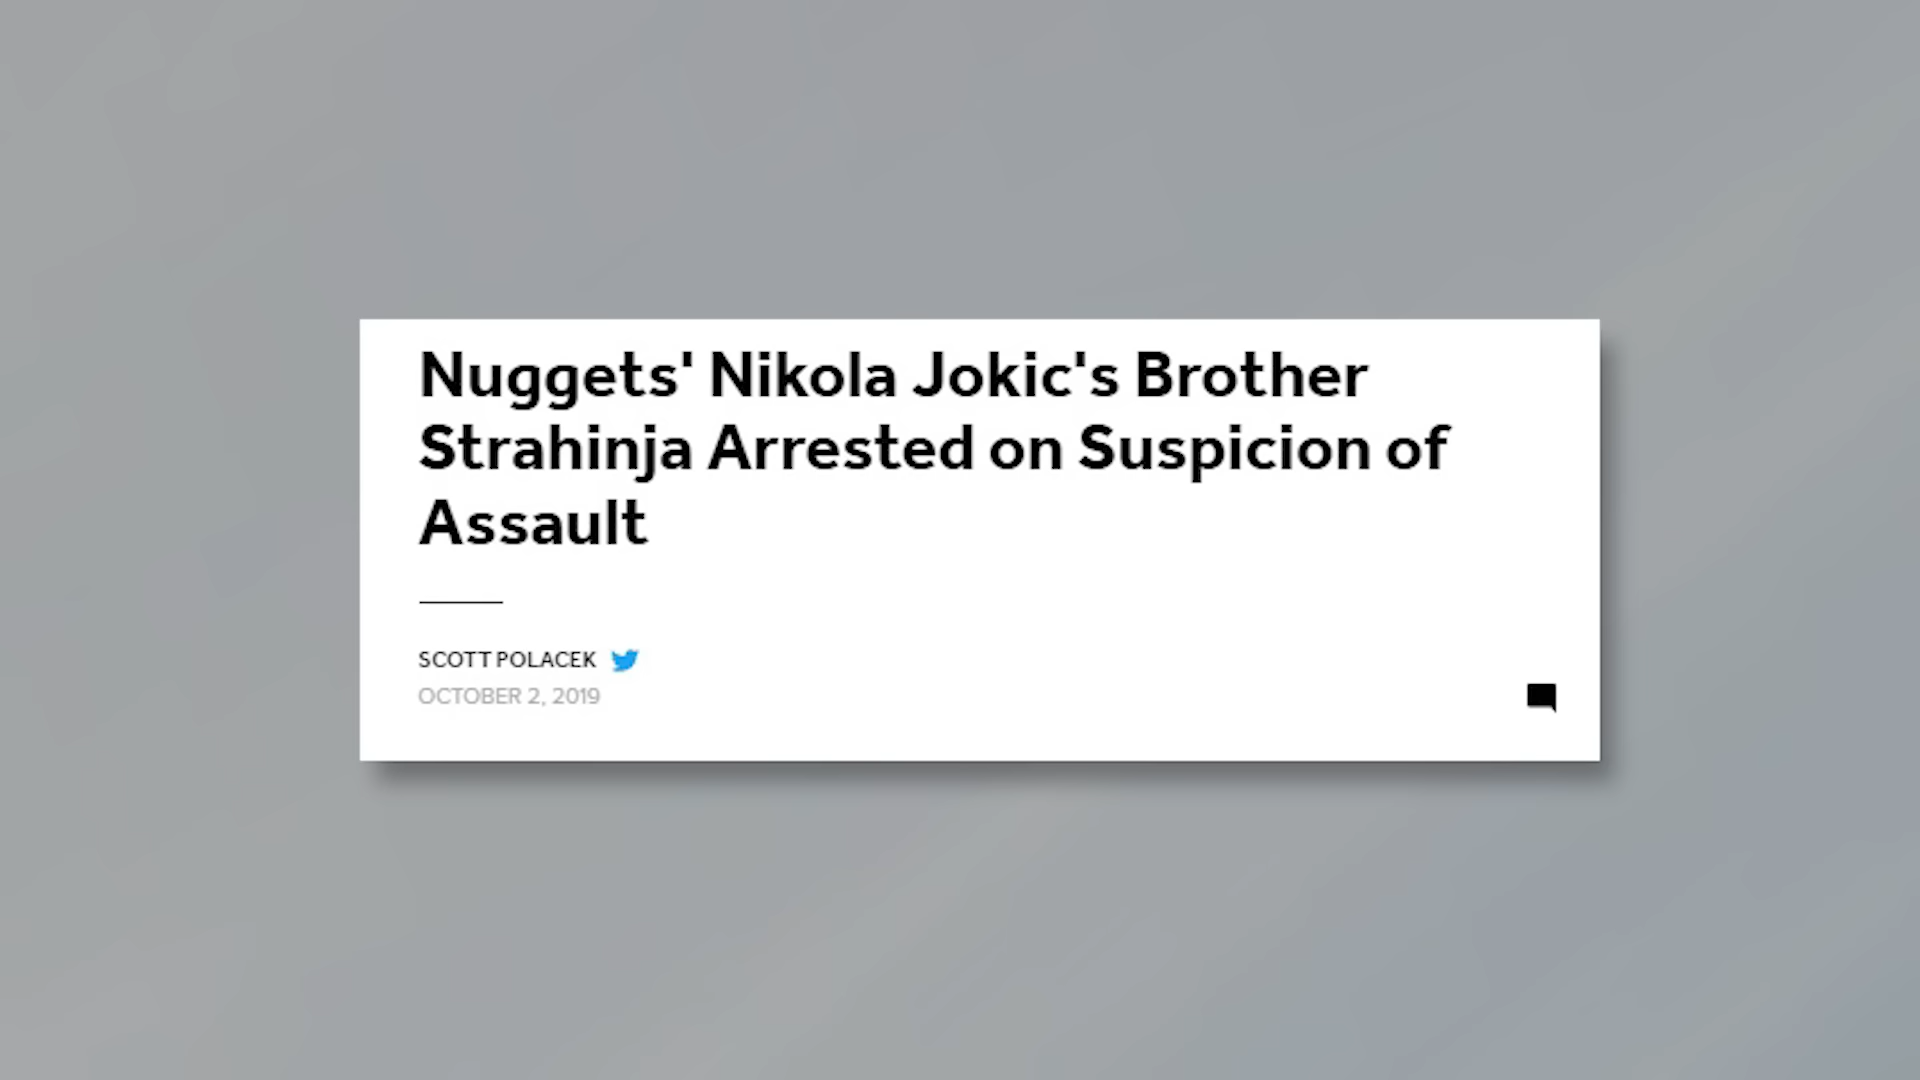 Nuggets' Nikola Jokic's Brother
Strahinja Arrested on Suspicion of
Assault
SCOTT POLACEK
OCTOBER 2, 2019